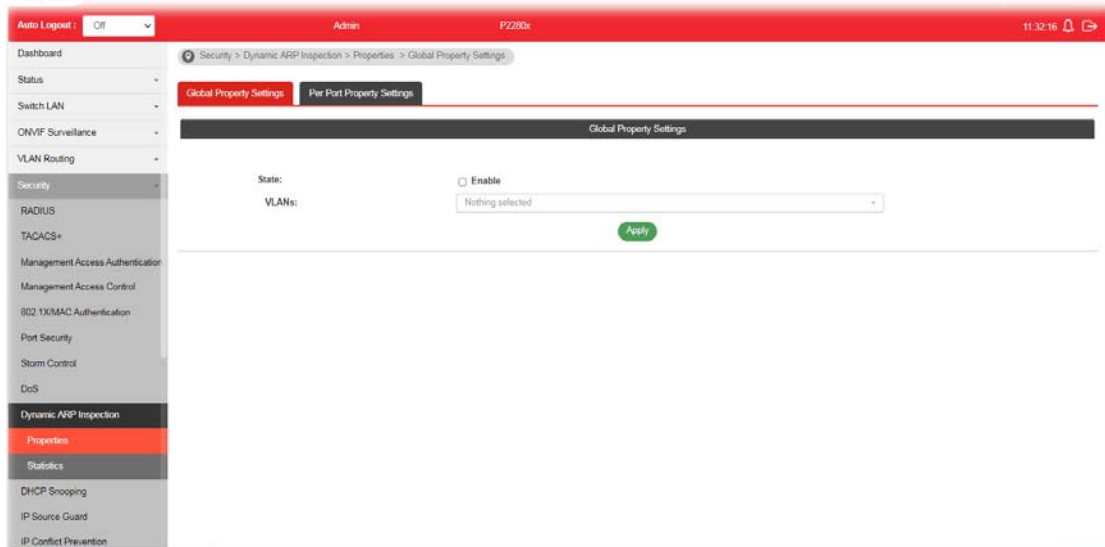 Auto Logout : Off Admin P2280x 11:32:16
Dashboard
Security > Dynamic ARP Inspection > Properties > Global Property Settings
Status
Global Property Settings Per Port Property Settings
Switch LAN
ONVIF Surveillance
Global Property Settings
VLAN Routing
Security
State: Enable
VLANs: Nothing selected
RADIUS
Apply
TACACS+
Management Access Authentication
Management Access Control
802.1X/MAC Authentication
Port Security
Storm Control
DoS
Dynamic ARP Inspection
Properties
Statistics
DHCP Snooping
IP Source Guard
IP Conflict Prevention